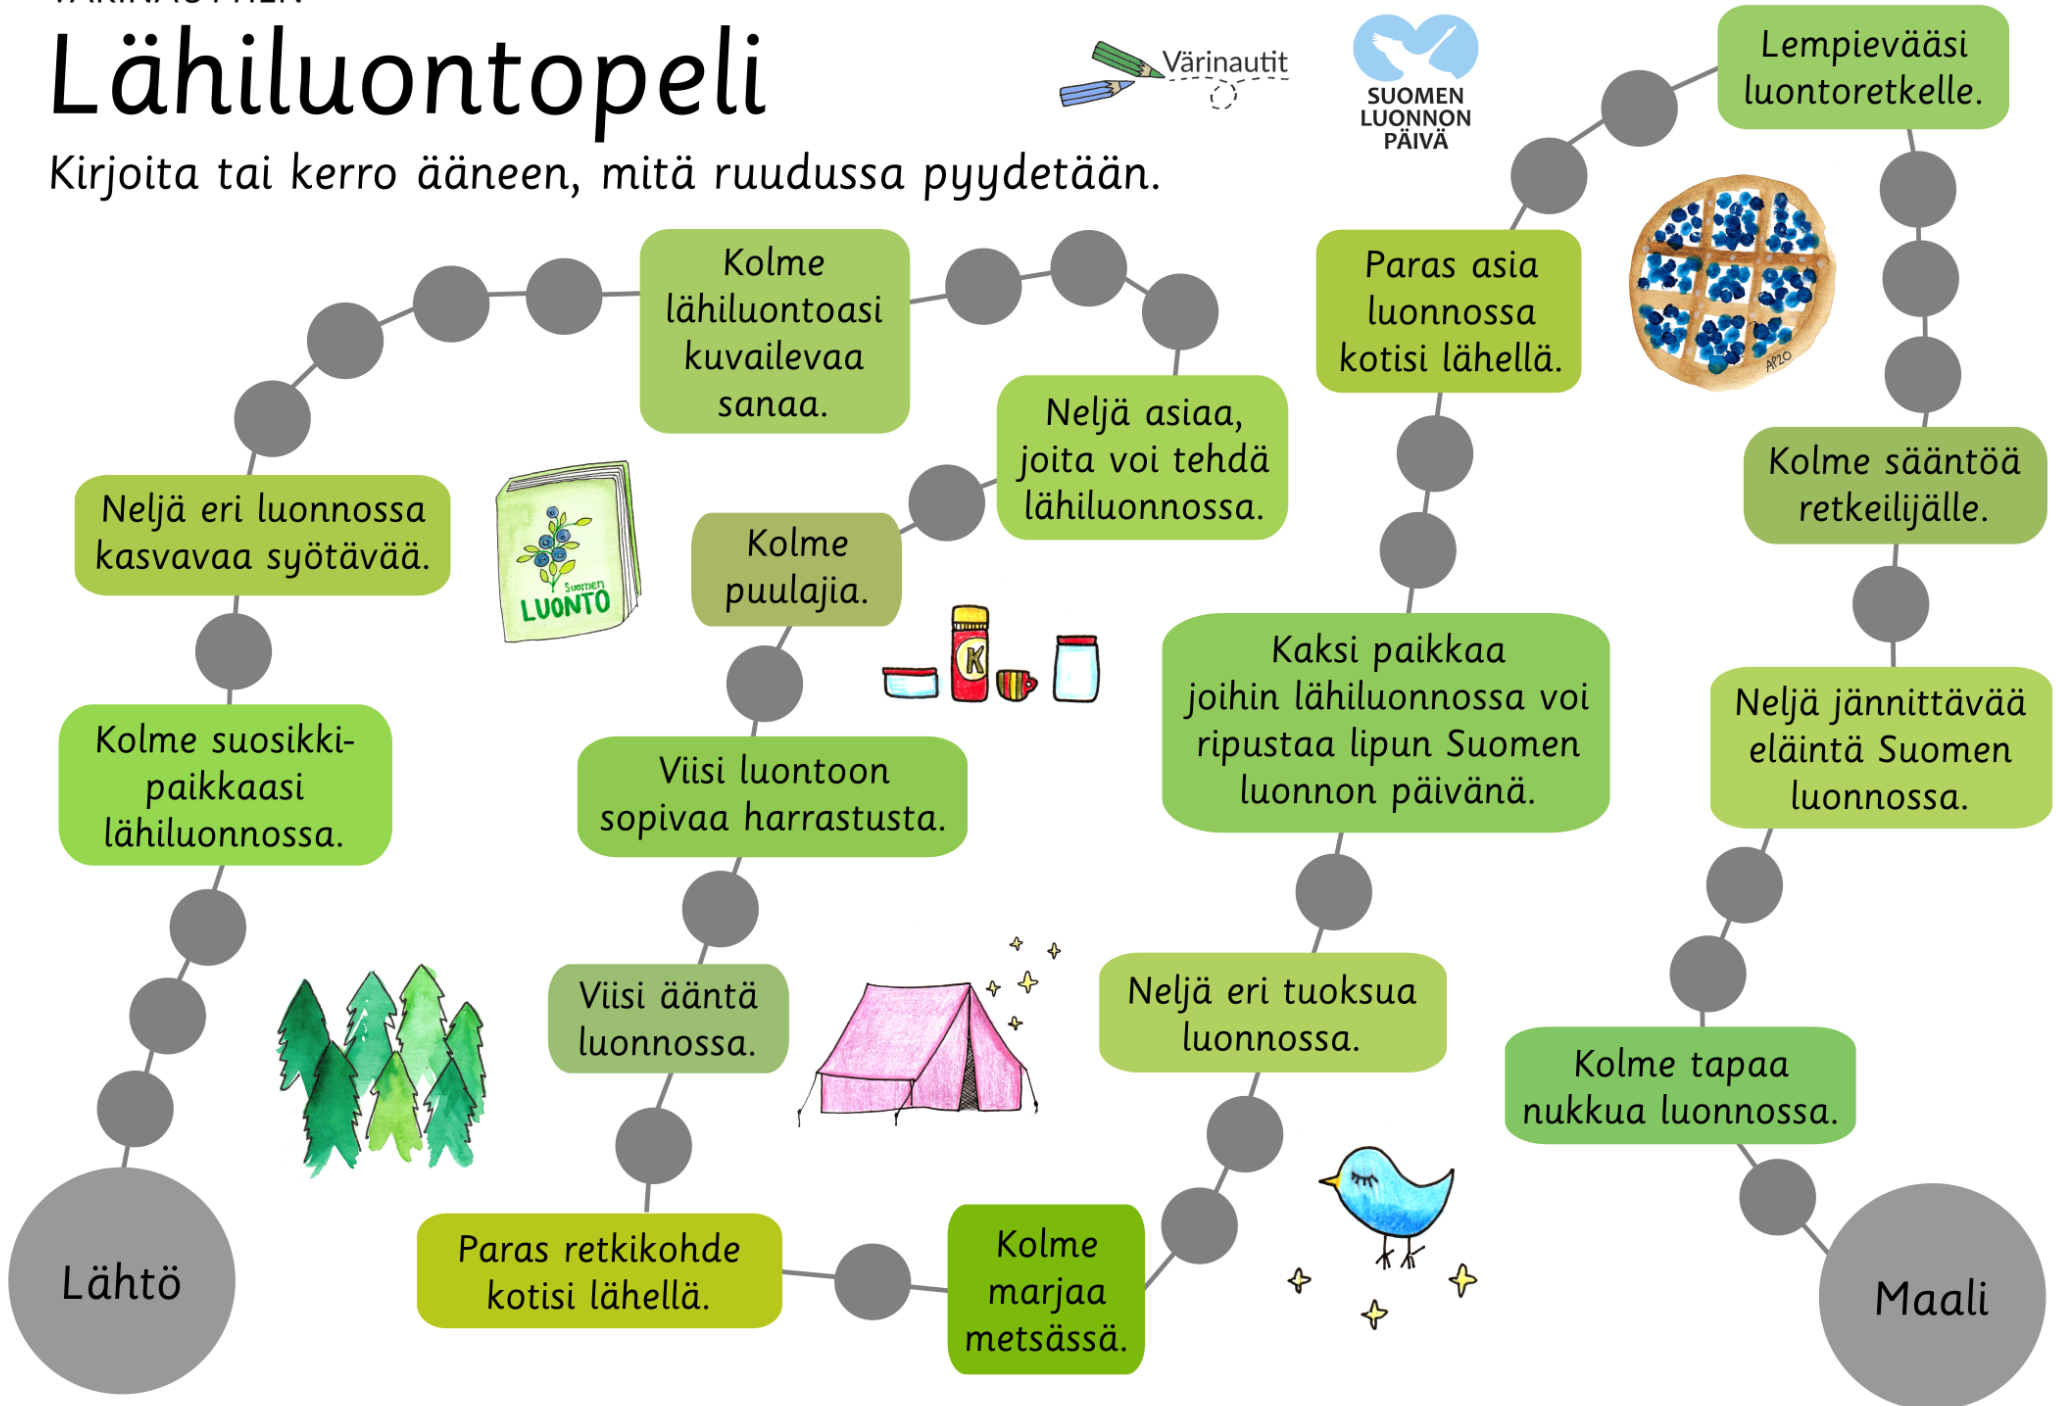 Lähiluontopeli
Kirjoita tai kerro ääneen, mitä ruudussa pyydetään.
Värinautit
SUOMEN
LUONNON
PÄIVÄ
Lähtö
Kolme suosikki-
paikkaasi
lähiluonnossa.
Neljä eri luonnossa
kasvavaa syötävää.
Kolme
lähiluontoasi
kuvailevaa
sanaa.
Neljä asiaa,
joita voi tehdä
lähiluonnossa.
Kolme
puulajia.
Viisi luontoon
sopivaa harrastusta.
Viisi ääntä
luonnossa.
Paras retkikohde
kotisi lähellä.
Kolme
marjaa
metsässä.
Neljä eri tuoksua
luonnossa.
Kaksi paikkaa
joihin lähiluonnossa voi
ripustaa lipun Suomen
luonnon päivänä.
Paras asia
luonnossa
kotisi lähellä.
Lempievääsi
luontoretkelle.
Kolme sääntöä
retkeilijälle.
Neljä jännittävää
eläintä Suomen
luonnossa.
Kolme tapaa
nukkua luonnossa.
Maali
Suomen
LUONTO
K
AP20